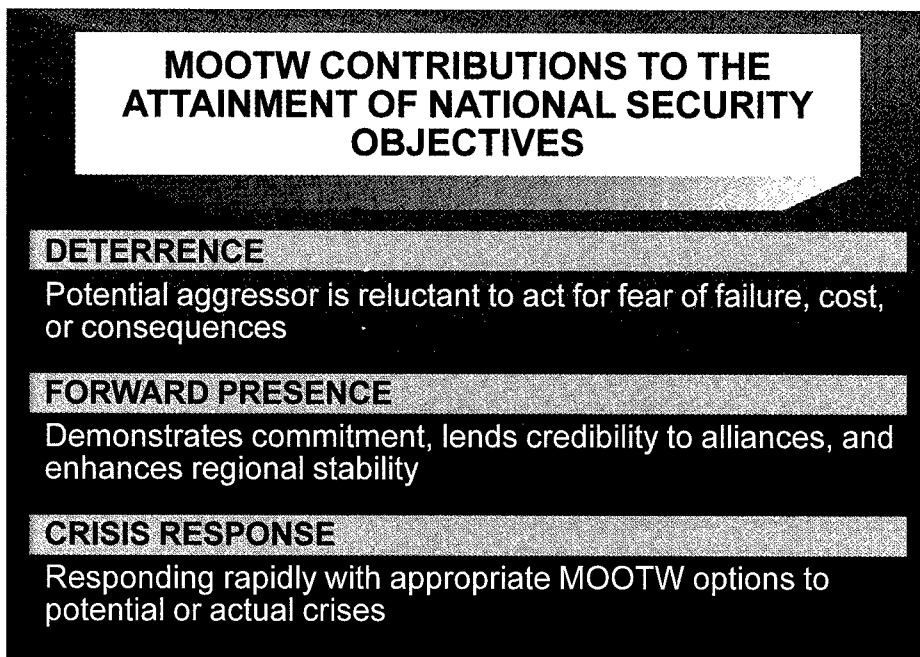 MOOTW CONTRIBUTIONS TO THE
ATTAINMENT OF NATIONAL SECURITY
OBJECTIVES
DETERRENCE
Potential aggressor is reluctant to act for fear of failure, cost,
or consequences
FORWARD PRESENCE
Demonstrates commitment, lends credibility to alliances, and
enhances regional stability
CRISIS RESPONSE
Responding rapidly with appropriate MOOTW options to
potential or actual crises